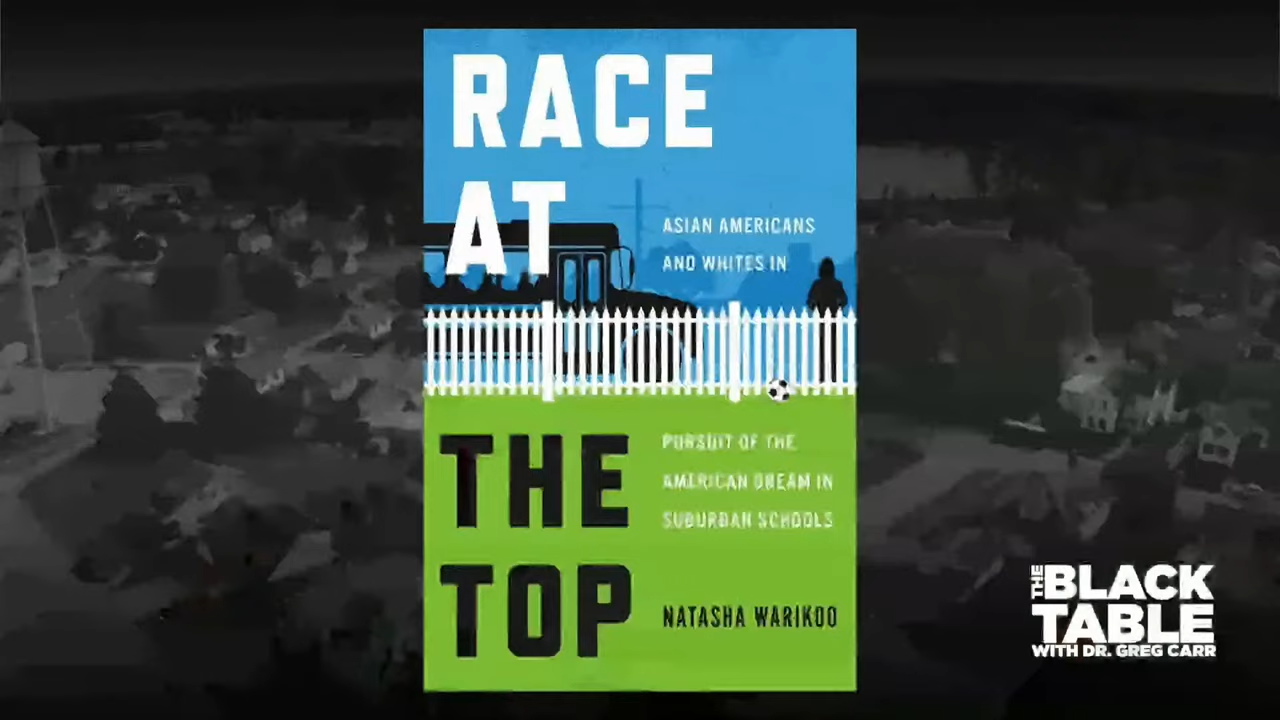 RACE
AT
ASIAN AMERICANS
AND WHITES IN
THE
TOP
PURSUIT OF THE
AMERICAN DREAM IN
SUBURBAN SCHOOLS
NATASHA WARIKOO
THE BLACK
TABLE
WITH DR. GREG CARR